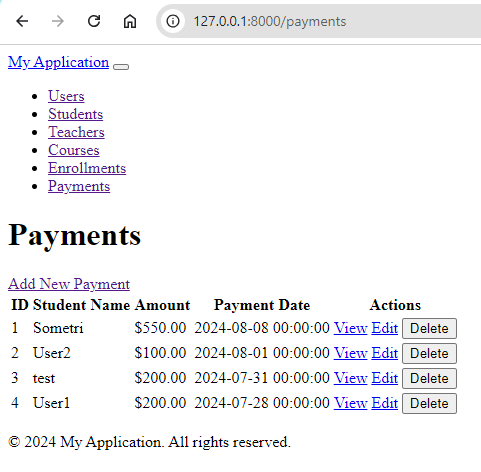 127.0.0.1:8000/payments
My Application
Users
Students
Teachers
Courses
Enrollments
Payments
Payments
Add New Payment
ID Student Name Amount Payment Date Actions
1 Sometri $550.00 2024-08-08 00:00:00 View Edit Delete
2 User2 $100.00 2024-08-01 00:00:00 View Edit Delete
3 test $200.00 2024-07-31 00:00:00 View Edit Delete
4 User1 $200.00 2024-07-28 00:00:00 View Edit Delete
© 2024 My Application. All rights reserved.